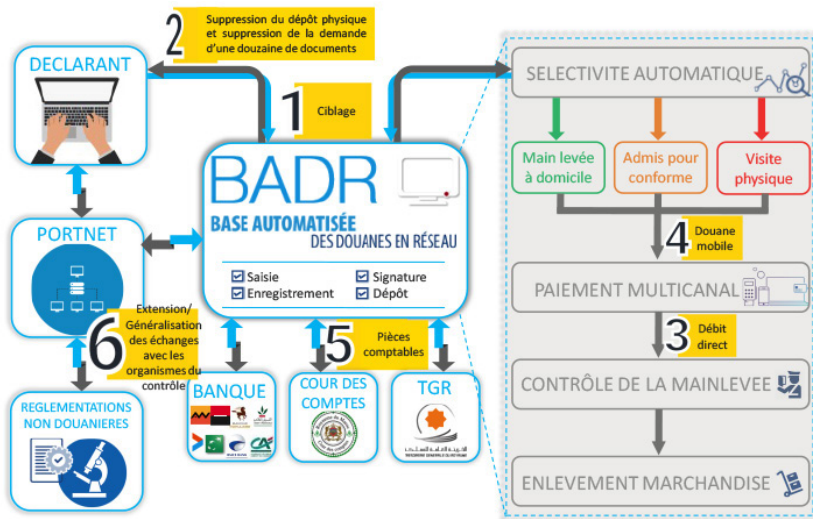 2
Suppression du dépôt physique
et suppression de la demande
d'une douzaine de documents
DECLARANT
1
Ciblage
BADR
BASE AUTOMATISÉE
DES DOUANES EN RÉSEAU
Saisie
Signature
Enregistrement
Dépôt
PORTNET
6
Extension/
Généralisation
des échanges
avec les
organismes du
contrôle
REGLEMENTATIONS
NON DOUANIERES
5
Pièces
comptables
BANQUE
COUR DES
COMPTES
TGR
SELECTIVITE AUTOMATIQUE
Main levée
à domicile
Admis pour
conforme
Visite
physique
4
Douane
mobile
PAIEMENT MULTICANAL
3
Débit
direct
CONTRÔLE DE LA MAINLEVEE
ENLEVEMENT MARCHANDISE